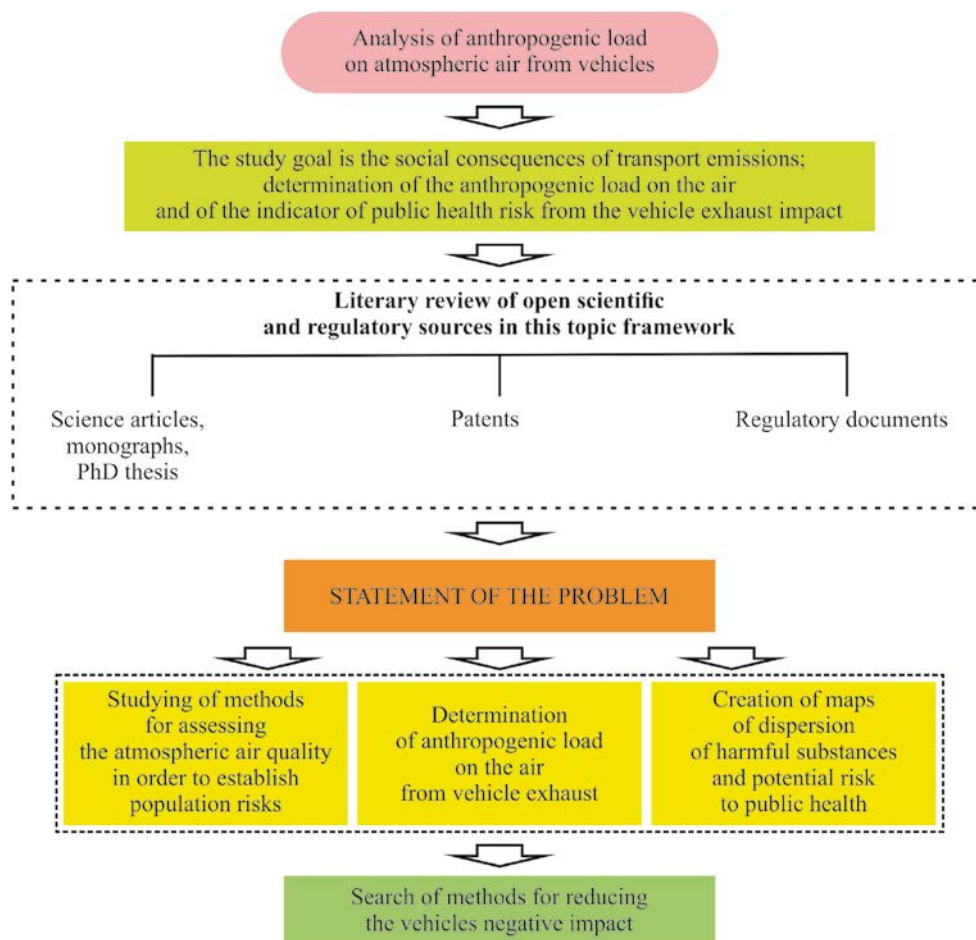 Analysis of anthropogenic load
on atmospheric air from vehicles
The study goal is the social consequences of transport emissions;
determination of the anthropogenic load on the air
and of the indicator of public health risk from the vehicle exhaust impact
Literary review of open scientific
and regulatory sources in this topic framework
Science articles,
monographs,
PhD thesis
Patents
Regulatory documents
STATEMENT OF THE PROBLEM
Studying of methods
for assessing
the atmospheric air quality
in order to establish
population risks
Determination
of anthropogenic load
on the air
from vehicle exhaust
Creation of maps
of dispersion
of harmful substances
and potential risk
to public health
Search of methods for reducing
the vehicles negative impact